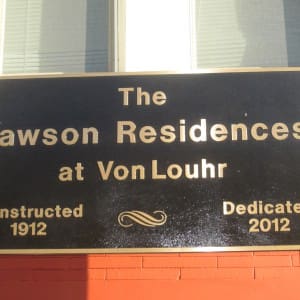 The
awson Residences
at Von Louhr
nstructed Dedicate
1912 2012